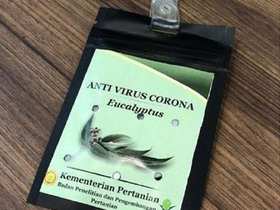 ANTI VIRUS CORONA
Eucalyptus
Kementerian Pertanian
Badan Penelitian dan Pengembangan
Pertanian